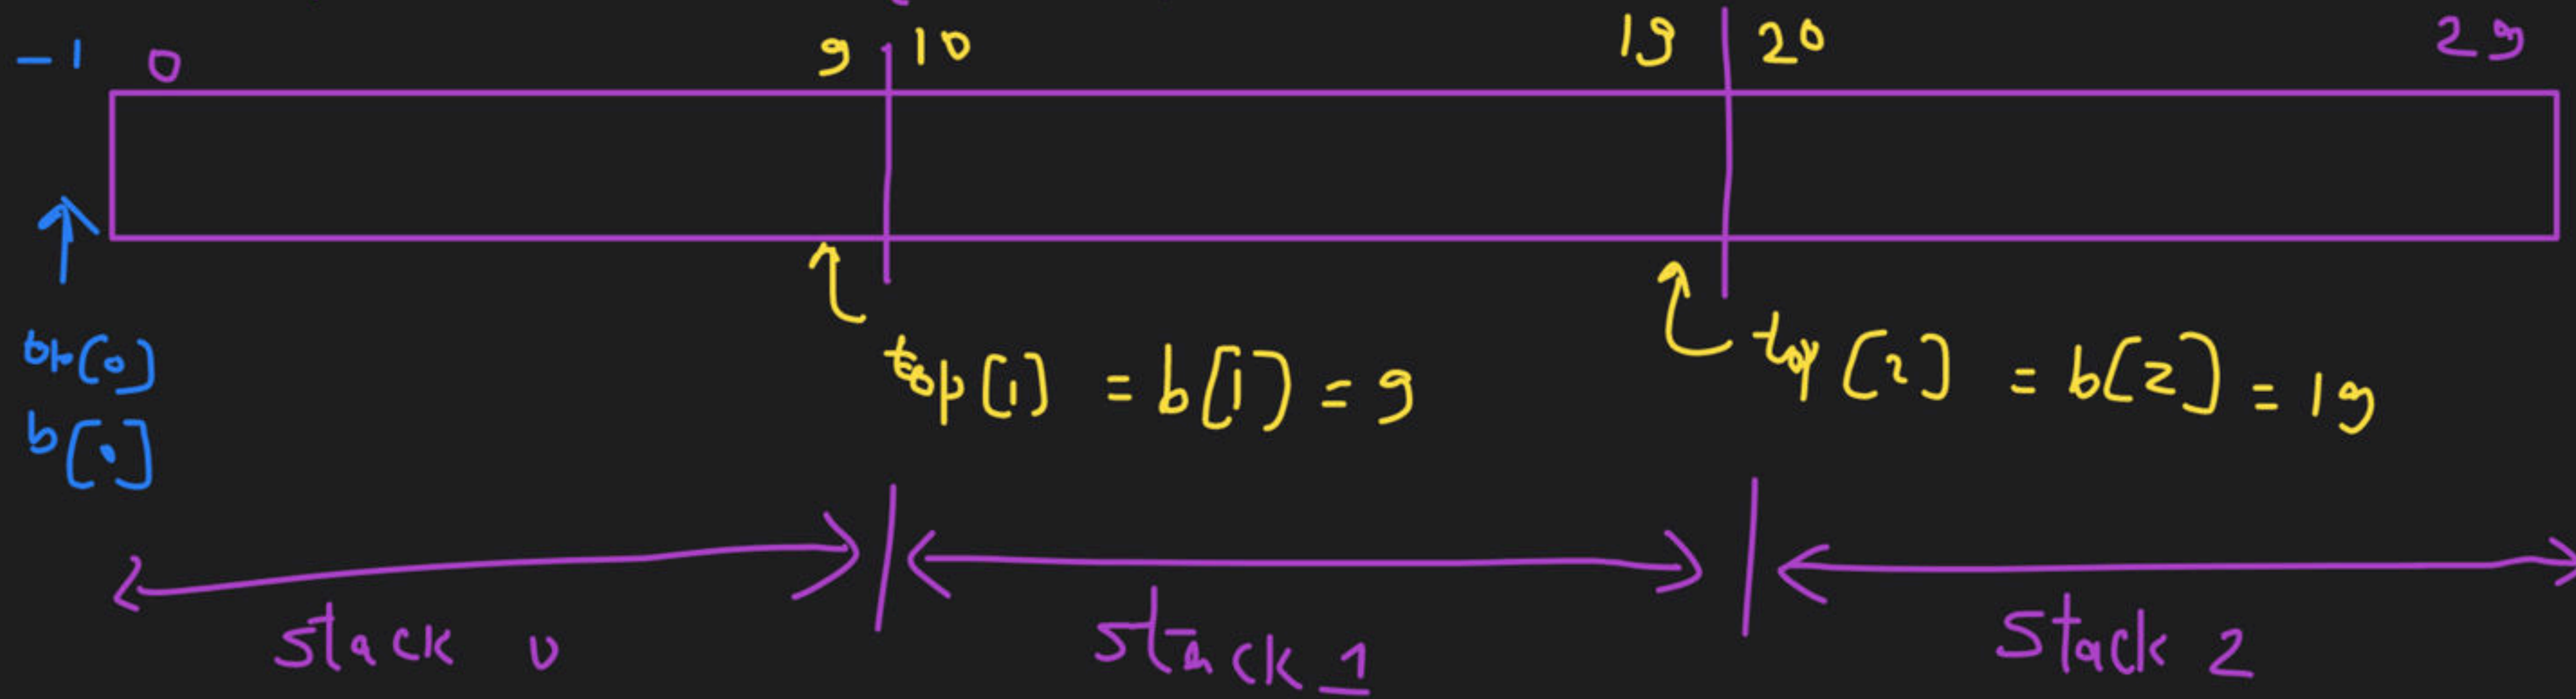 -1 0 9 10 19 20 29
top[0]
b[0]
top[1] = b[1] = 9
top[2] = b[2] = 19
stack 0 stack 1 stack 2